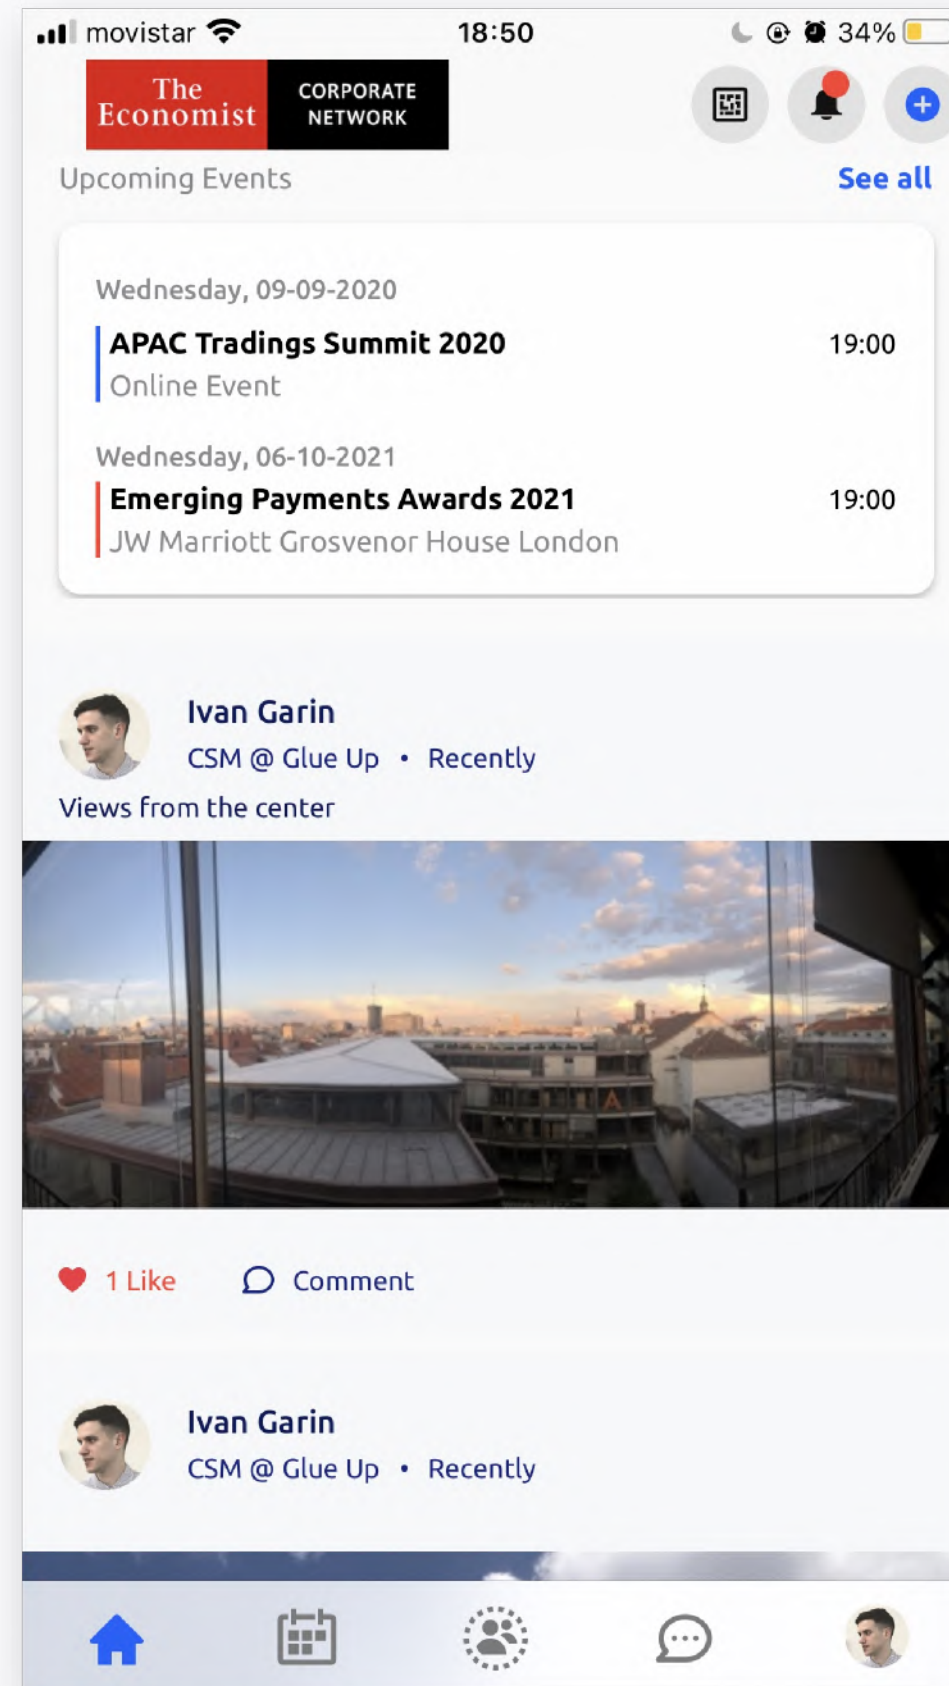 movistar 18:50 34%
The
Economist
CORPORATE
NETWORK
Upcoming Events See all
Wednesday, 09-09-2020
APAC Tradings Summit 2020 19:00
Online Event
Wednesday, 06-10-2021
Emerging Payments Awards 2021 19:00
JW Marriott Grosvenor House London
Ivan Garin
CSM @ Glue Up • Recently
Views from the center
1 Like Comment
Ivan Garin
CSM @ Glue Up • Recently